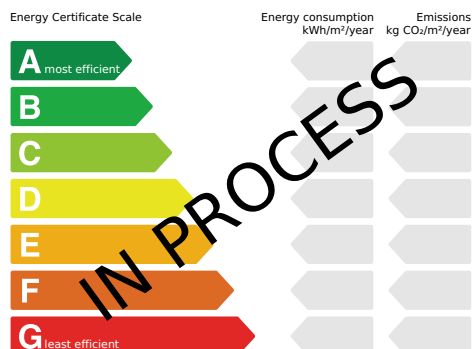 Energy Certificate Scale
Energy consumption
kWh/m²/year
Emissions
kg CO₂/m²/year
A most efficient
B
C
D
E
F
G least efficient
IN PROCESS